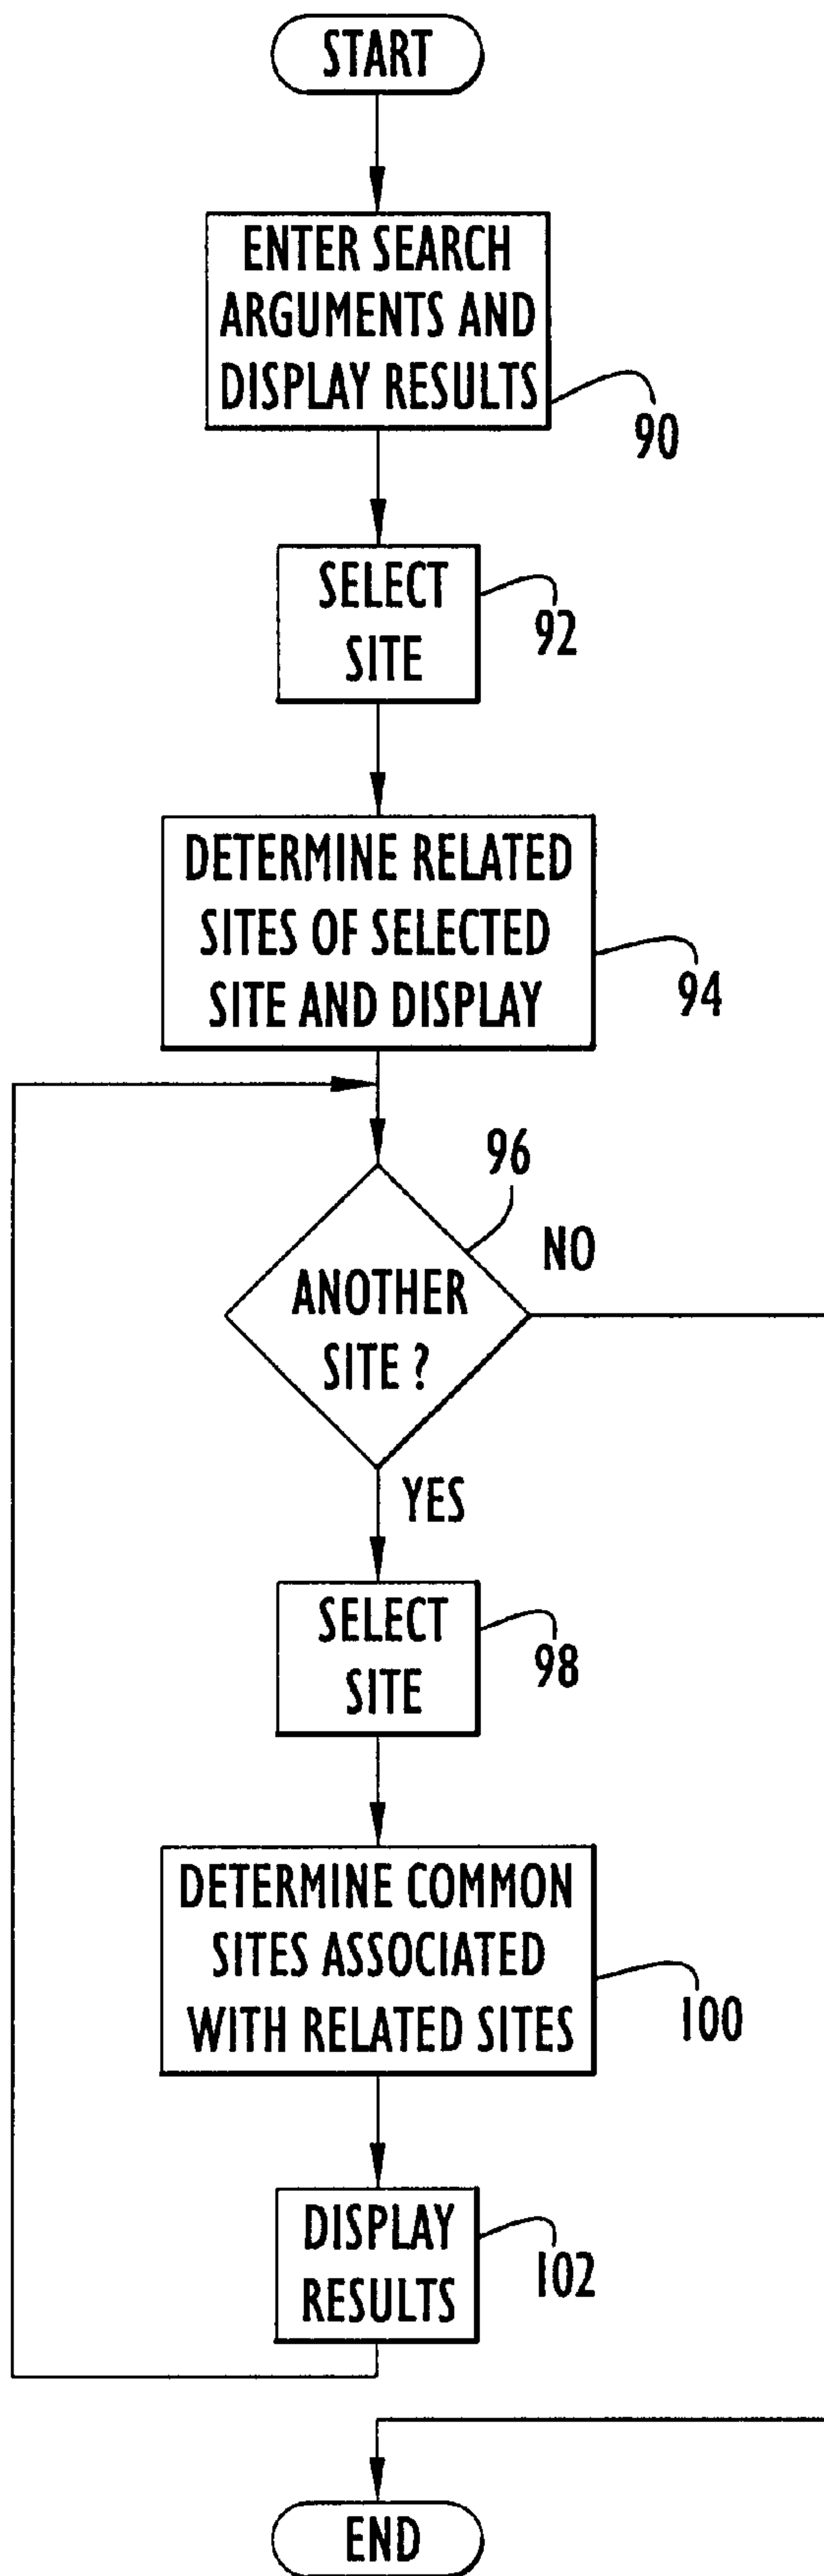 START
ENTER SEARCH
ARGUMENTS AND
DISPLAY RESULTS
90
SELECT
SITE
92
DETERMINE RELATED
SITES OF SELECTED
SITE AND DISPLAY
94
96
NO
ANOTHER
SITE ?
YES
SELECT
SITE
98
DETERMINE COMMON
SITES ASSOCIATED
WITH RELATED SITES
100
DISPLAY
RESULTS
102
END